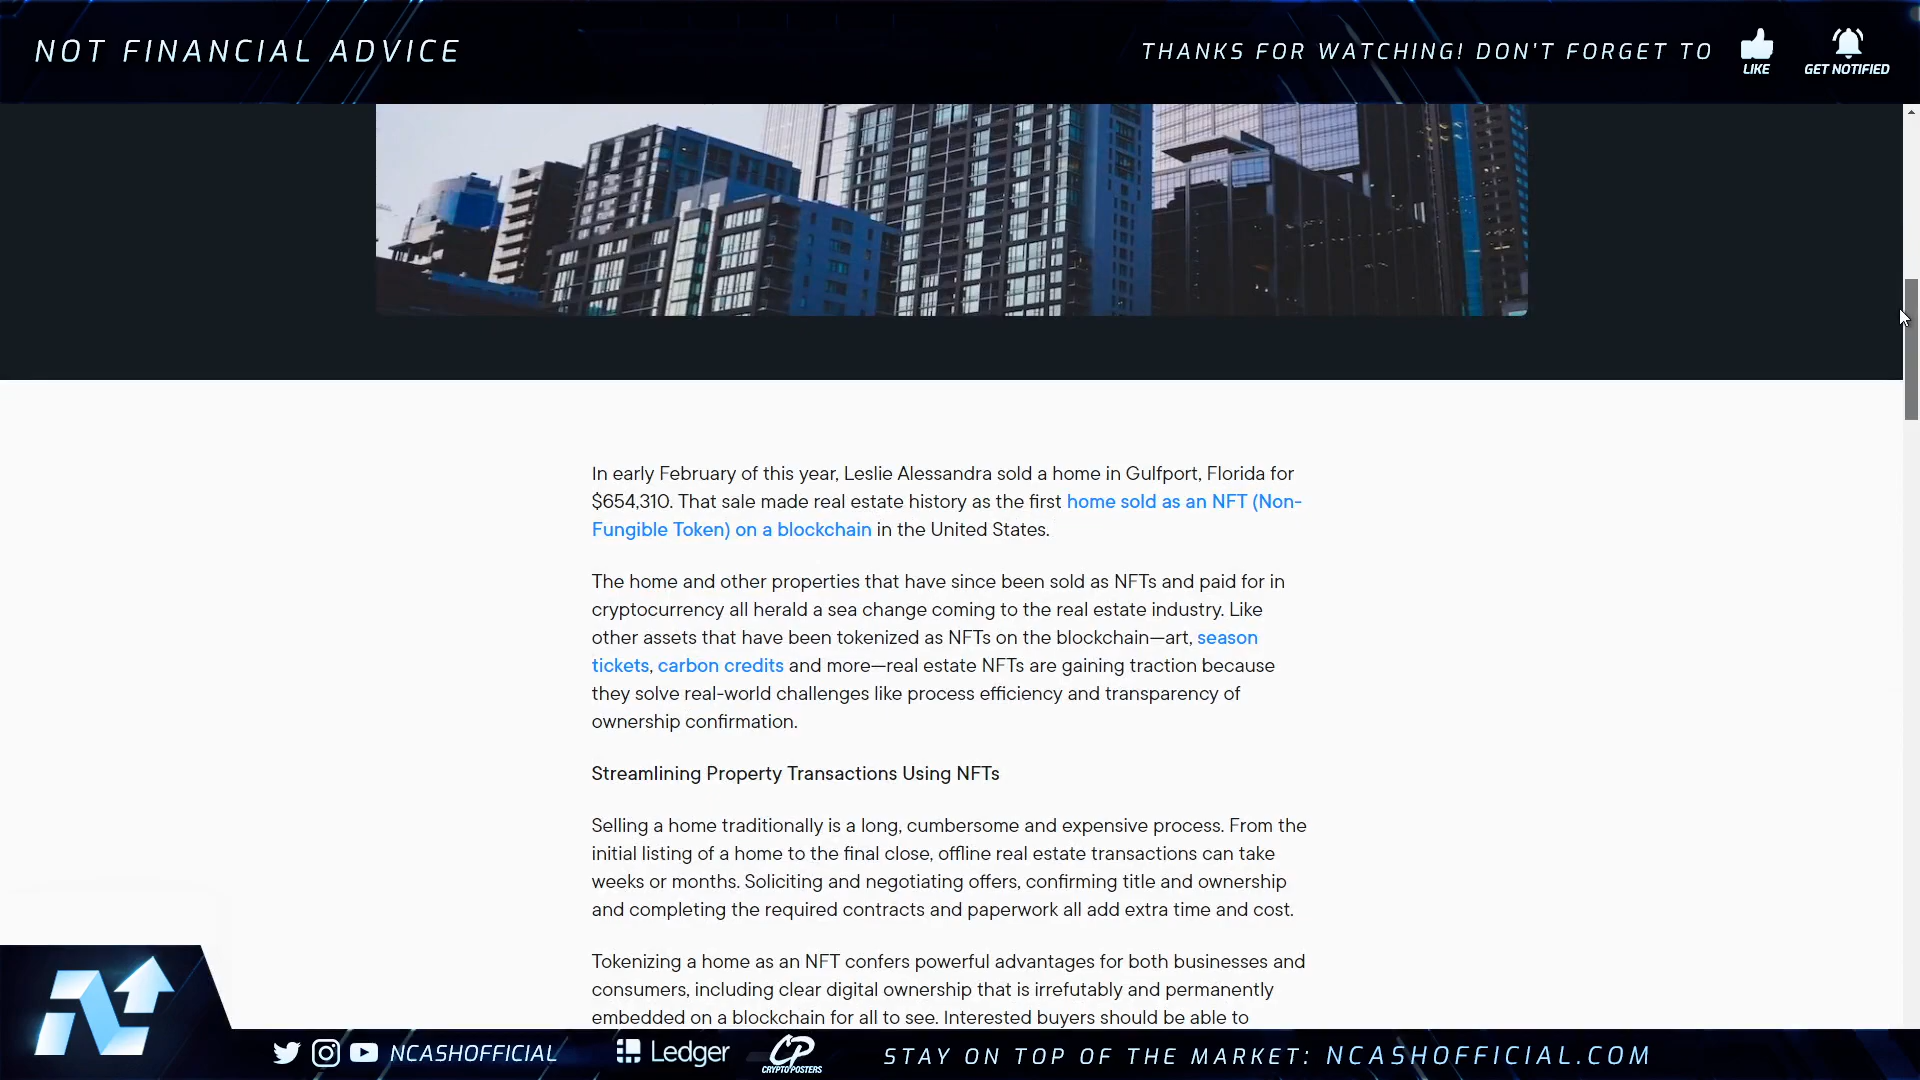 NOT FINANCIAL ADVICE
THANKS FOR WATCHING! DON'T FORGET TO
LIKE
GET NOTIFIED
In early February of this year, Leslie Alessandra sold a home in Gulfport, Florida for
$654,310. That sale made real estate history as the first home sold as an NFT (Non-
Fungible Token) on a blockchain in the United States.
The home and other properties that have since been sold as NFTs and paid for in
cryptocurrency all herald a sea change coming to the real estate industry. Like
other assets that have been tokenized as NFTs on the blockchain—art, season
tickets, carbon credits and more—real estate NFTs are gaining traction because
they solve real-world challenges like process efficiency and transparency of
ownership confirmation.
Streamlining Property Transactions Using NFTs
Selling a home traditionally is a long, cumbersome and expensive process. From the
initial listing of a home to the final close, offline real estate transactions can take
weeks or months. Soliciting and negotiating offers, confirming title and ownership
and completing the required contracts and paperwork all add extra time and cost.
Tokenizing a home as an NFT confers powerful advantages for both businesses and
consumers, including clear digital ownership that is irrefutably and permanently
embedded on a blockchain for all to see. Interested buyers should be able to
NCASHOFFICIAL
Ledger
CP
CRYPTOPOSTERS
STAY ON TOP OF THE MARKET: NCASHOFFICIAL.COM